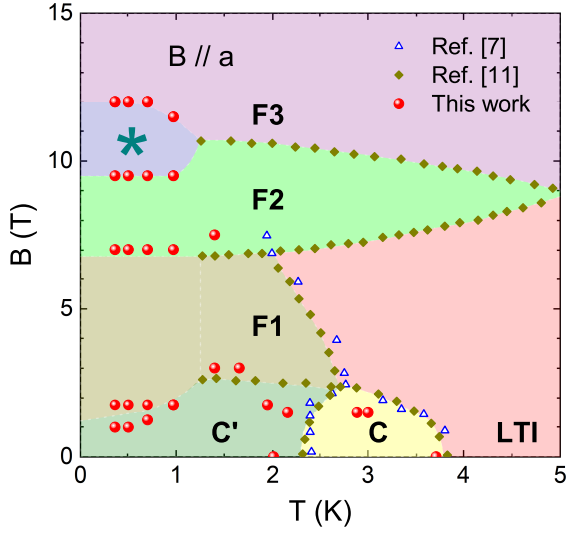 15
B // a
Ref. [7]
Ref. [11]
This work
F3
*
10
F2
B (T)
5
F1
C'
C
LTI
0
0
1
2
3
4
5
T (K)